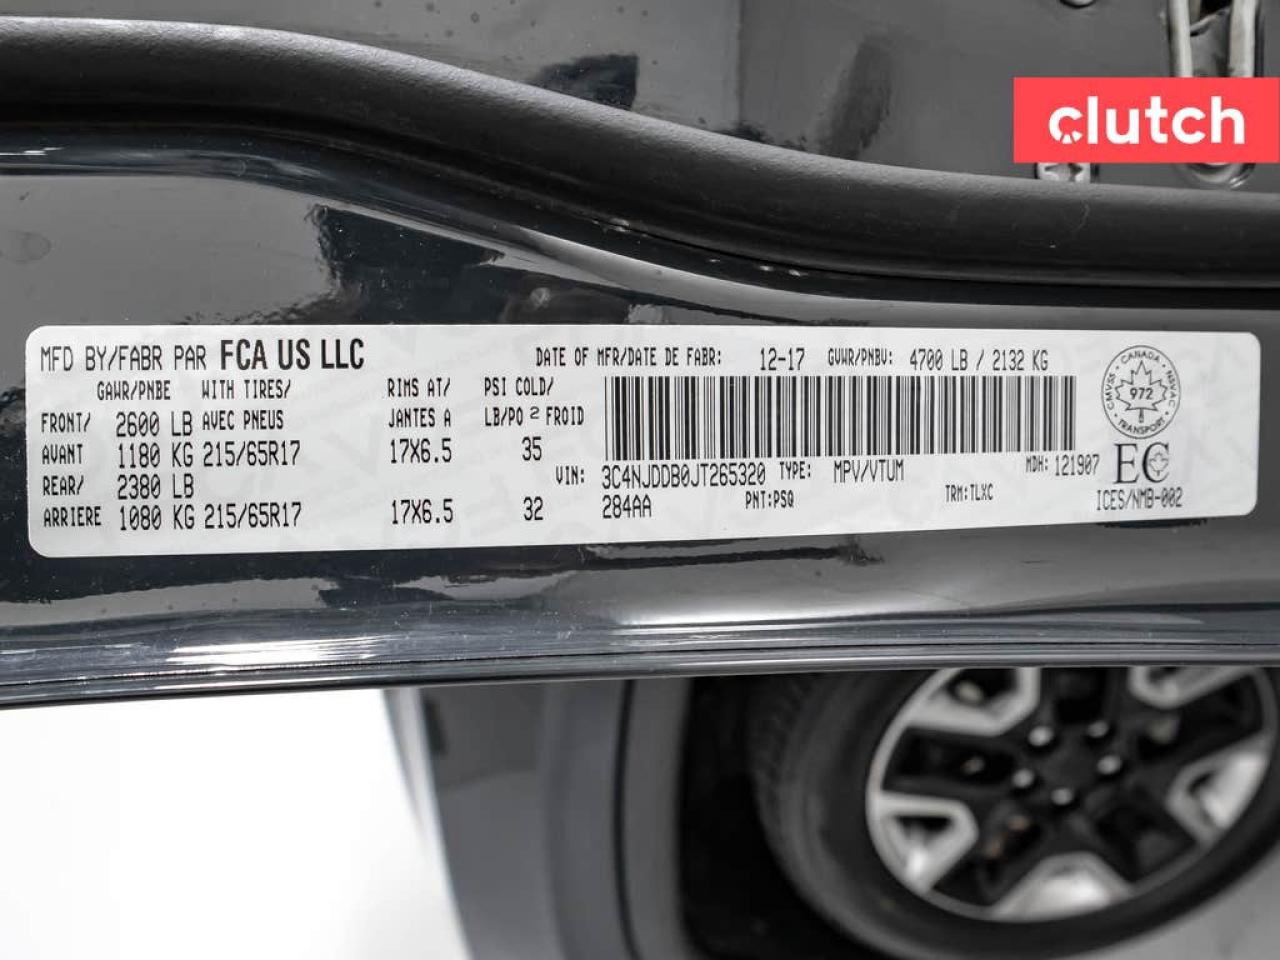 clutch
MFD BY/FABR PAR FCA US LLC DATE OF MFR/DATE DE FABR: 12-17 GVWR/PNBV: 4700 LB / 2132 KG
GAWR/PNBE WITH TIRES/ RIMS AT/ PSI COLD/
FRONT/ 2600 LB AVEC PNEUS JANTES A LB/PO 2 FROID
AVANT 1180 KG 215/65R17 17X6.5 35
VIN: 3C4NJDDB0JT265320 TYPE: MPV/VTUM MDH: 121907
REAR/ 2380 LB
ARRIERE 1080 KG 215/65R17 17X6.5 32 284AA PNT:PSQ TRM:TLXC
CANADA
CMVSS 972 NSVAC
TRANSPORT
EC
ICES/NMB-002